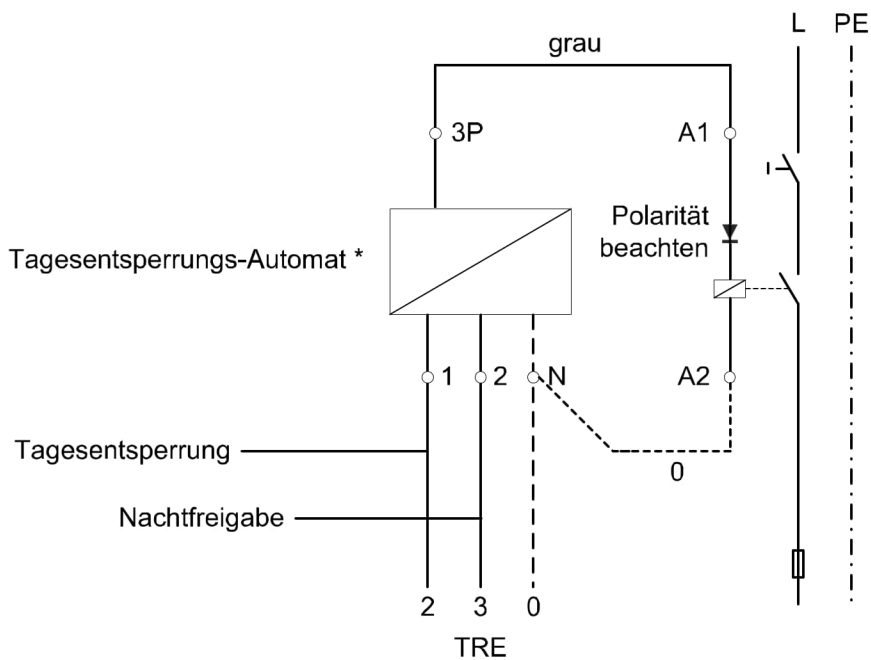 L PE
grau
3P A1
Polarität
beachten
Tagesentsperrungs-Automat *
1 2 N A2
Tagesentsperrung
0
Nachtfreigabe
2 3 0
TRE